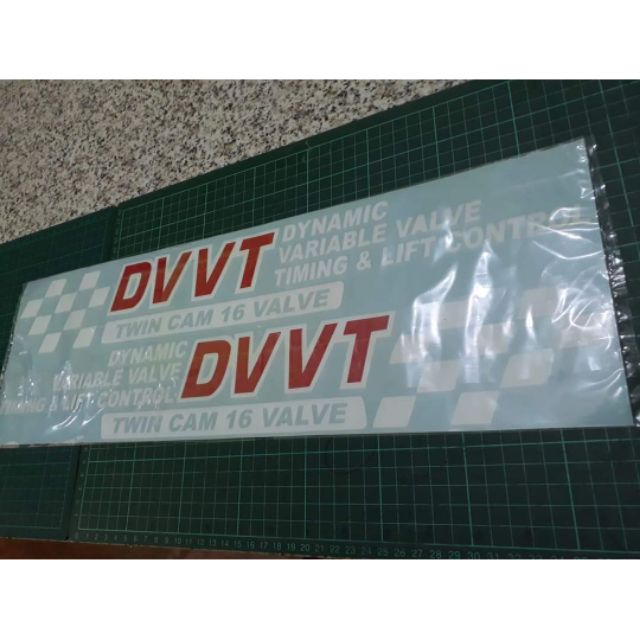 DVVT
DYNAMIC
VARIABLE VALVE
TIMING & LIFT CONTROL
TWIN CAM 16 VALVE
DYNAMIC
VARIABLE VALVE
TIMING & LIFT CONTROL
DVVT
TWIN CAM 16 VALVE